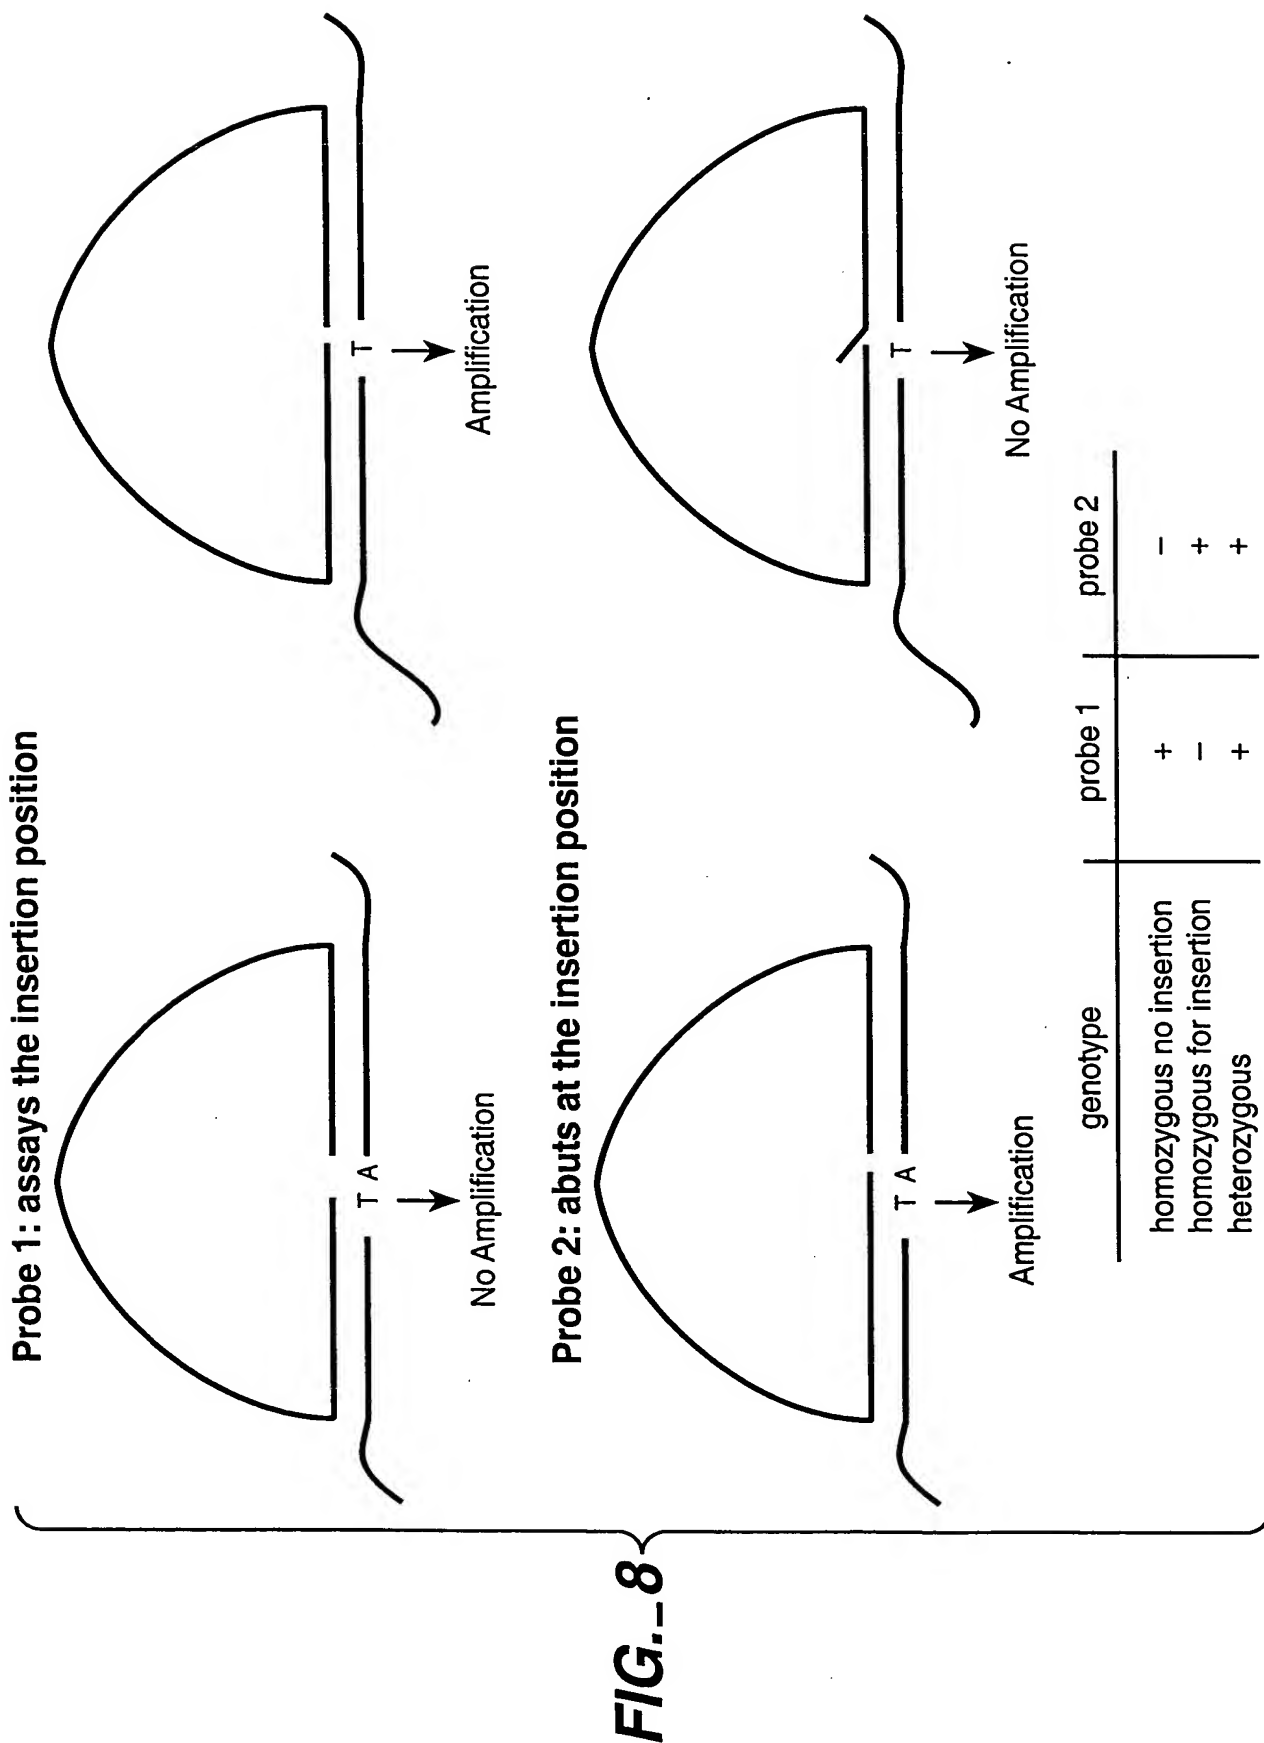 Probe 1: assays the insertion position
T A
No Amplification
T
Amplification
Probe 2: abuts at the insertion position
T A
Amplification
T
No Amplification
genotype probe 1 probe 2
homozygous no insertion + −
homozygous for insertion − +
heterozygous + +
FIG._8